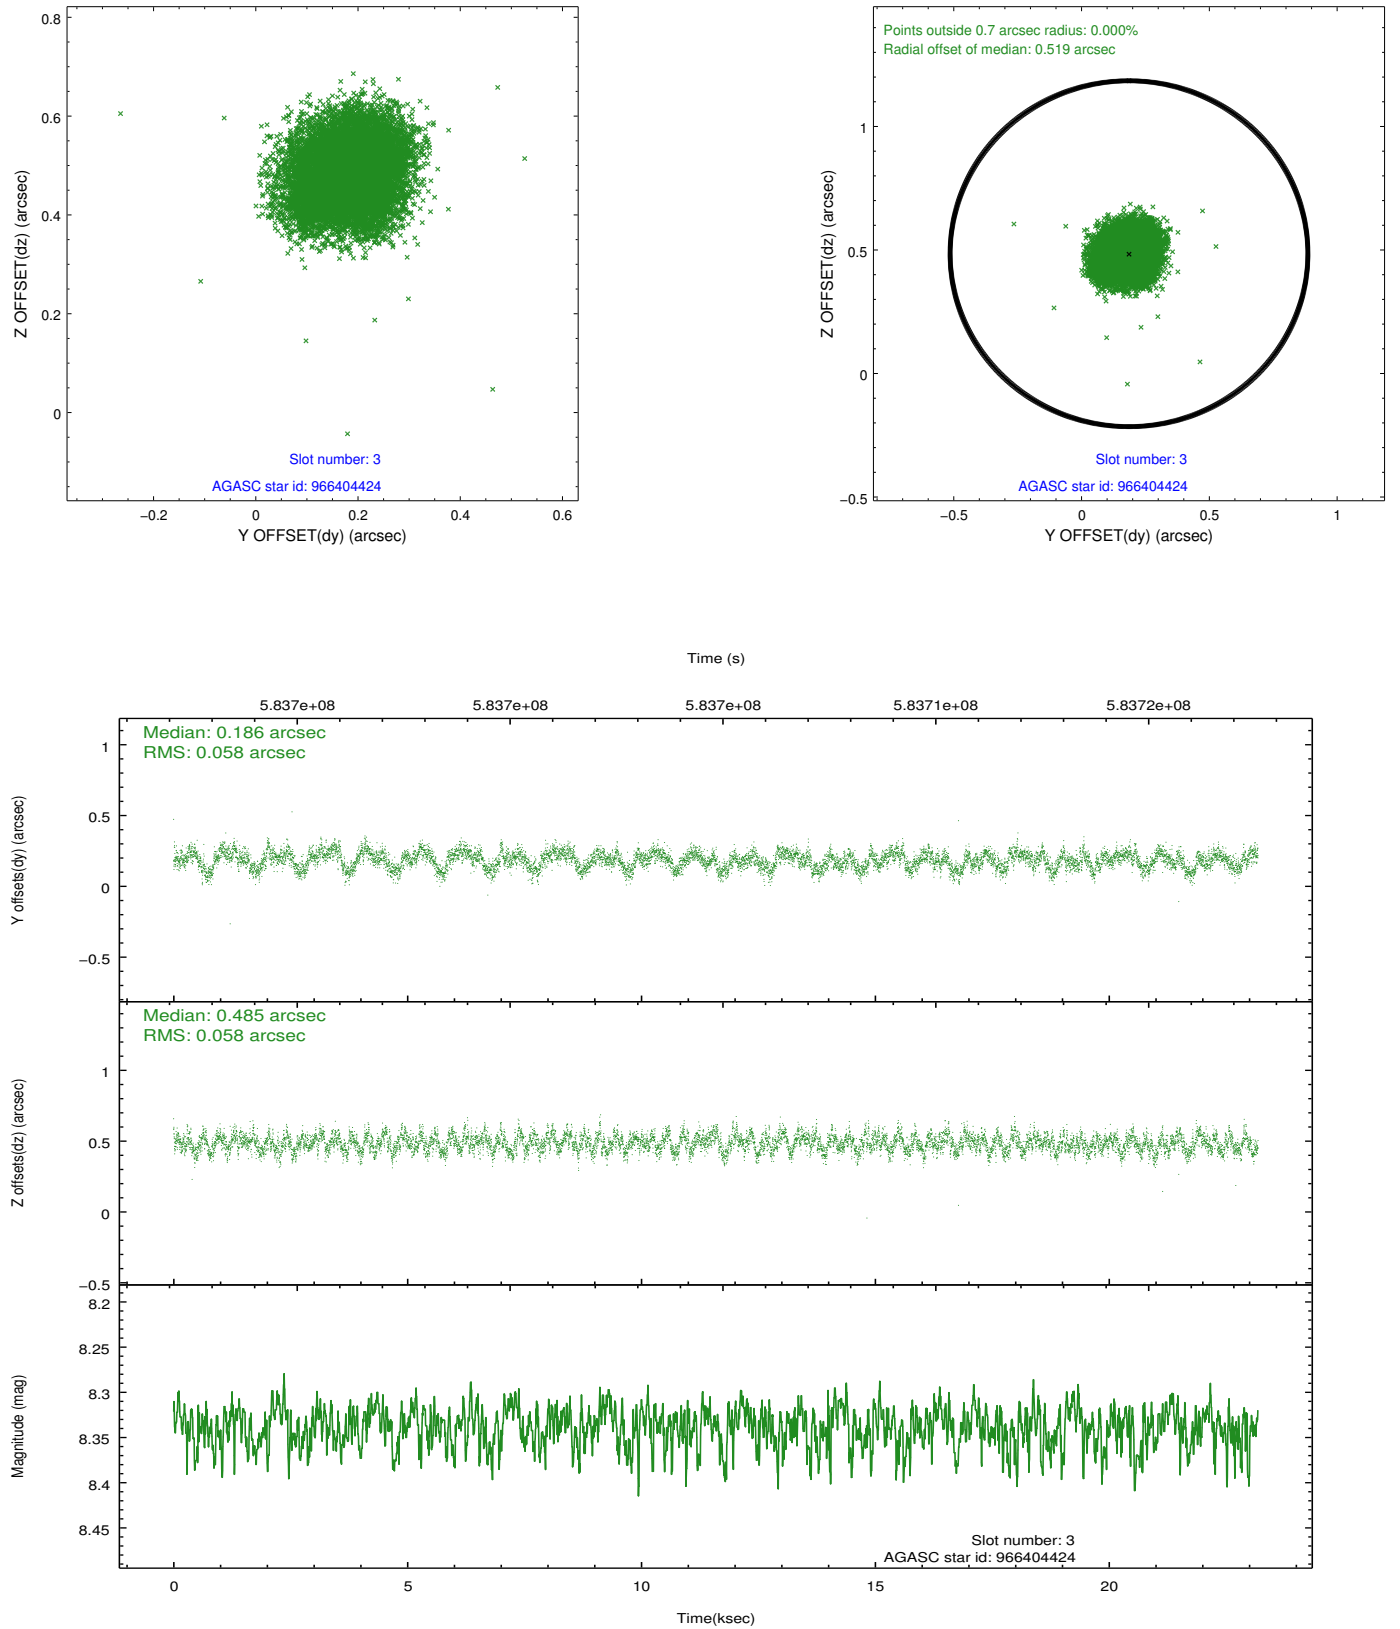 0.8
0.6
0.4
0.2
0
Z OFFSET(dz) (arcsec)
Slot number: 3
AGASC star id: 966404424
−0.2 0 0.2 0.4 0.6
Y OFFSET(dy) (arcsec)
Points outside 0.7 arcsec radius: 0.000%
Radial offset of median: 0.519 arcsec
1
0.5
0
−0.5
Z OFFSET(dz) (arcsec)
Slot number: 3
AGASC star id: 966404424
−0.5 0 0.5 1
Y OFFSET(dy) (arcsec)
Time (s)
5.837e+08 5.837e+08 5.837e+08 5.8371e+08 5.8372e+08
Median: 0.186 arcsec
RMS: 0.058 arcsec
1
0.5
0
−0.5
Y offsets(dy) (arcsec)
Median: 0.485 arcsec
RMS: 0.058 arcsec
1
0.5
0
−0.5
Z offsets(dz) (arcsec)
8.2
8.25
8.3
8.35
8.4
8.45
Magnitude (mag)
Slot number: 3
AGASC star id: 966404424
0 5 10 15 20
Time(ksec)